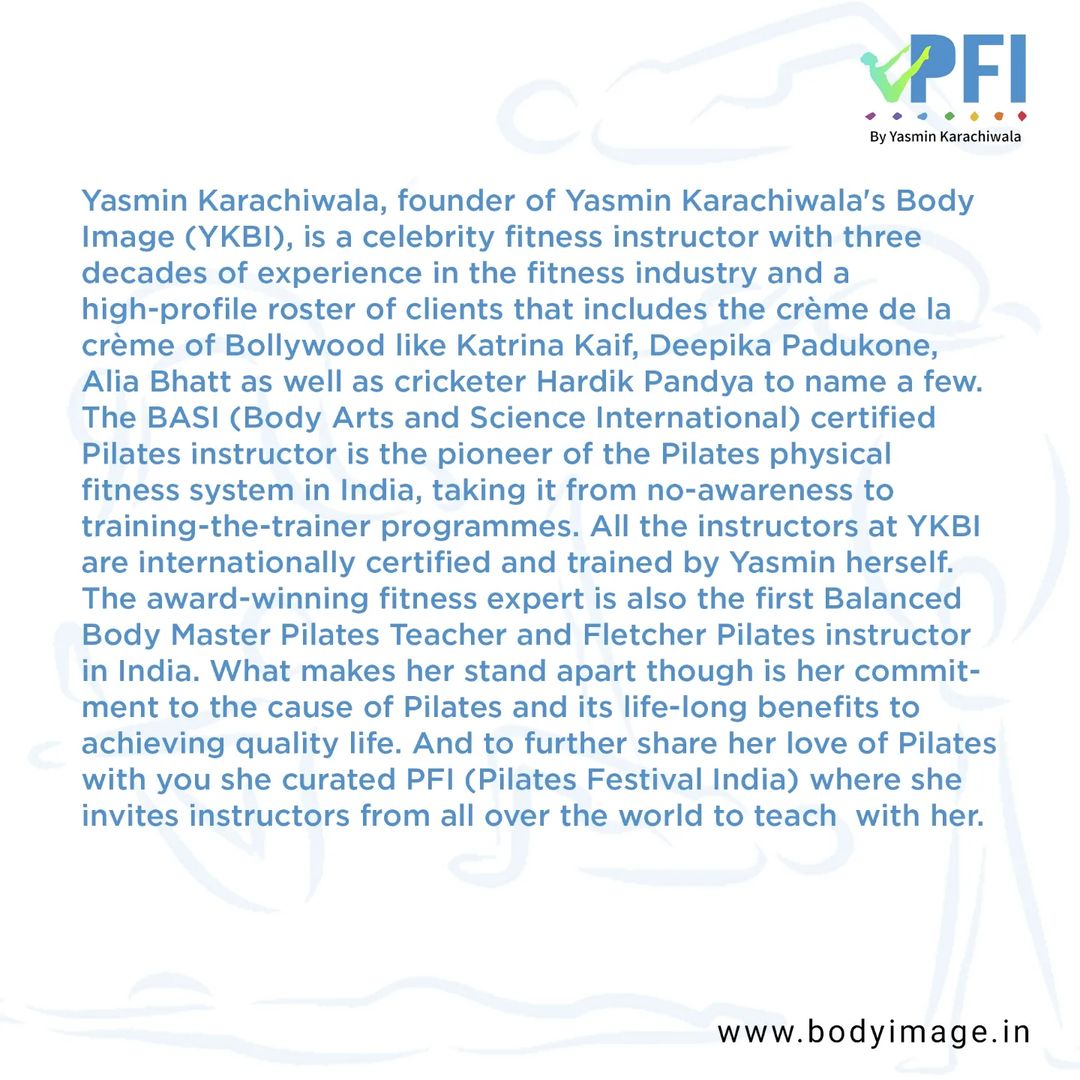 PFI
By Yasmin Karachiwala
Yasmin Karachiwala, founder of Yasmin Karachiwala's Body
Image (YKBI), is a celebrity fitness instructor with three
decades of experience in the fitness industry and a
high-profile roster of clients that includes the crème de la
crème of Bollywood like Katrina Kaif, Deepika Padukone,
Alia Bhatt as well as cricketer Hardik Pandya to name a few.
The BASI (Body Arts and Science International) certified
Pilates instructor is the pioneer of the Pilates physical
fitness system in India, taking it from no-awareness to
training-the-trainer programmes. All the instructors at YKBI
are internationally certified and trained by Yasmin herself.
The award-winning fitness expert is also the first Balanced
Body Master Pilates Teacher and Fletcher Pilates instructor
in India. What makes her stand apart though is her commit-
ment to the cause of Pilates and its life-long benefits to
achieving quality life. And to further share her love of Pilates
with you she curated PFI (Pilates Festival India) where she
invites instructors from all over the world to teach  with her.
www.bodyimage.in